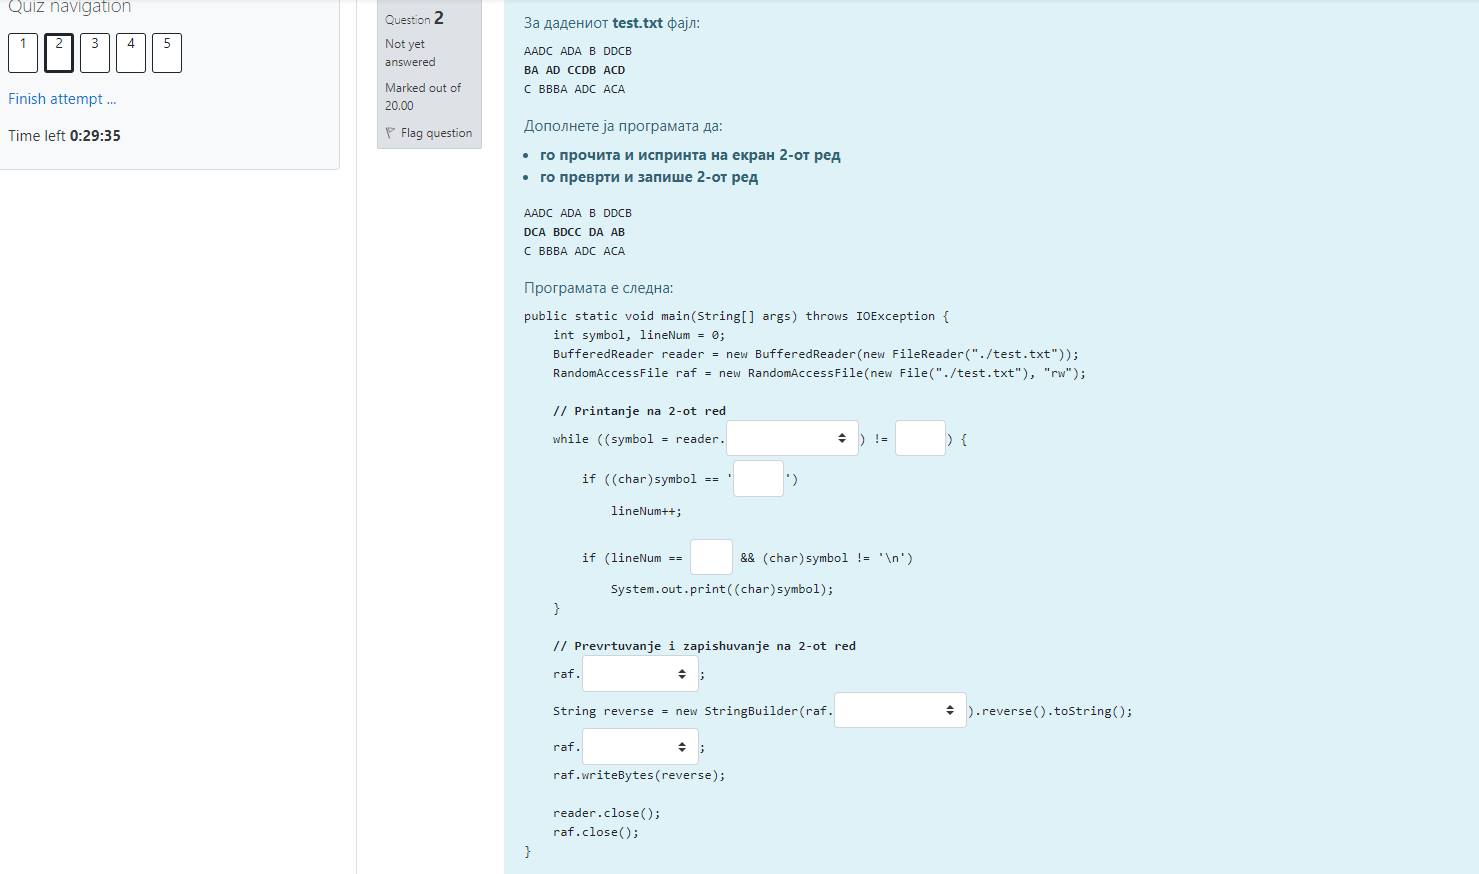 Quiz navigation
1
2
3
4
5
Finish attempt ...
Time left 0:29:35
Question 2
Not yet
answered
Marked out of
20.00
Flag question
За дадениот test.txt фајл:
AADC ADA B DDCB
BA AD CCDB ACD
C BBBA ADC ACA
Дополнете ја програмата да:
го прочита и испринта на екран 2-от ред
го преврти и запише 2-от ред
AADC ADA B DDCB
DCA BDCC DA AB
C BBBA ADC ACA
Програмата е следна:
public static void main(String[] args) throws IOException {
int symbol, lineNum = 0;
BufferedReader reader = new BufferedReader(new FileReader("./test.txt"));
RandomAccessFile raf = new RandomAccessFile(new File("./test.txt"), "rw");
// Printanje na 2-ot red
while ((symbol = reader. ) != ) {
if ((char)symbol == ' ')
lineNum++;
if (lineNum == && (char)symbol != '\n')
System.out.print((char)symbol);
}
// Prevrtuvanje i zapishuvanje na 2-ot red
raf. ;
String reverse = new StringBuilder(raf. ).reverse().toString();
raf. ;
raf.writeBytes(reverse);
reader.close();
raf.close();
}